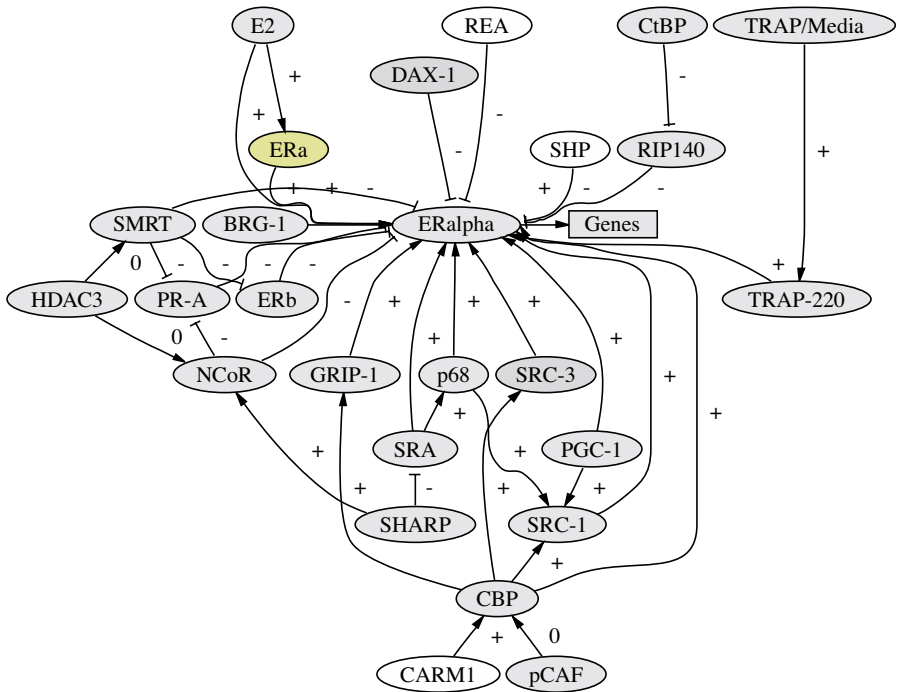 E2 REA CtBP TRAP/Media
DAX-1
+ -
+ -
ERa - SHP RIP140 +
+ + - + - -
SMRT BRG-1 ERalpha Genes
0 - - - - +
HDAC3 PR-A ERb - + + + TRAP-220
0 - + +
NCoR GRIP-1 p68 SRC-3 +
+ +
+ SRA + PGC-1
+ - + +
SHARP SRC-1
+
CBP
+ 0
CARM1 pCAF